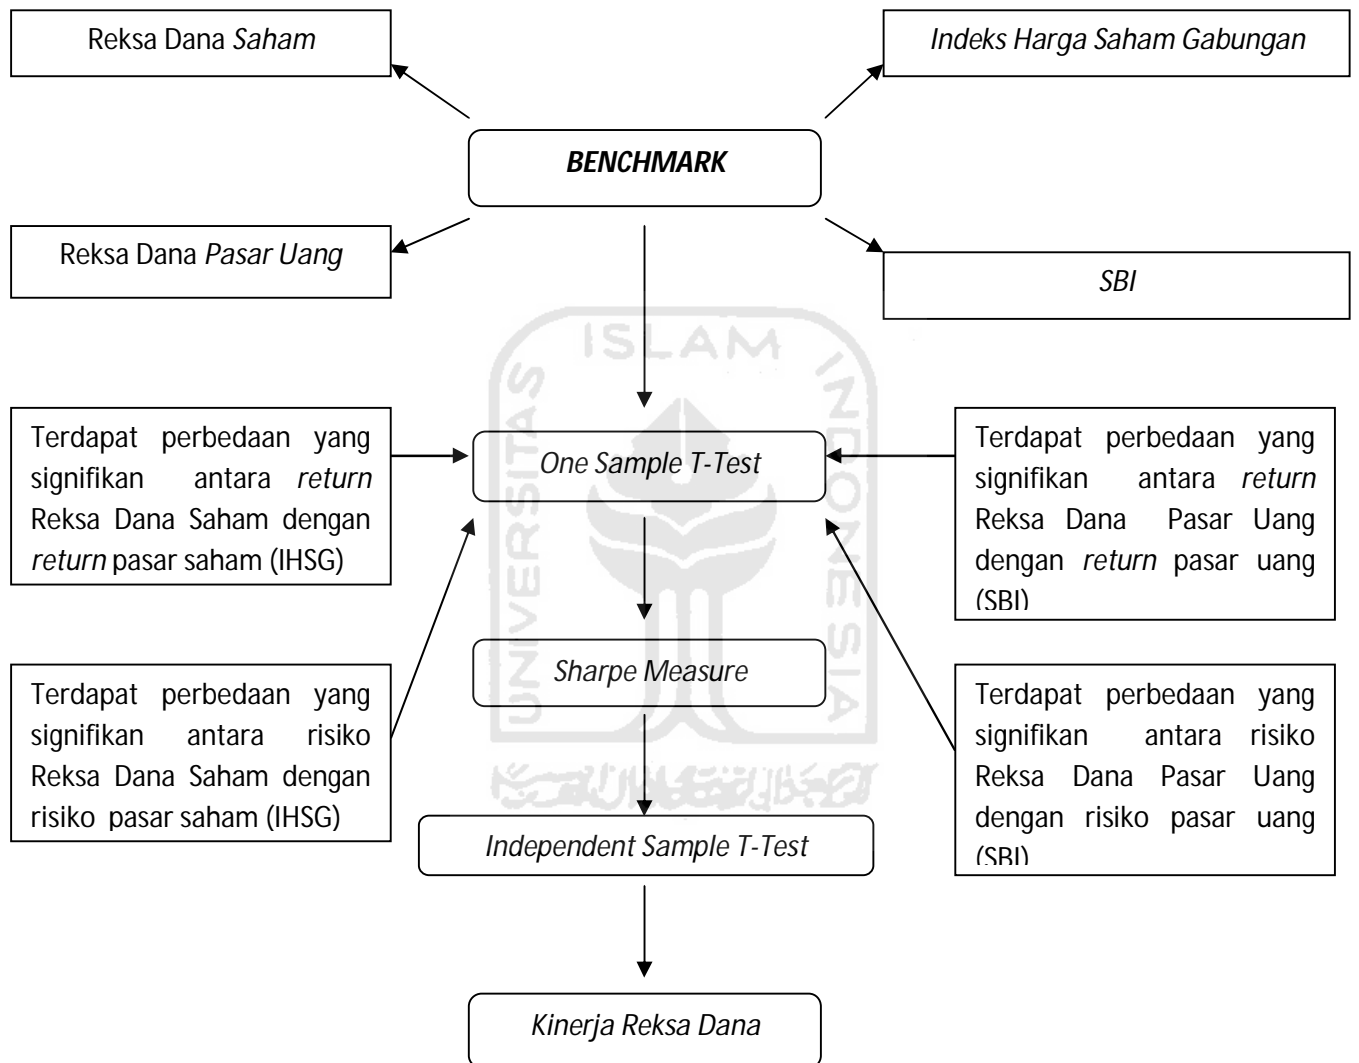 Reksa Dana Saham
Indeks Harga Saham Gabungan
BENCHMARK
Reksa Dana Pasar Uang
SBI
UNIVERSITAS ISLAM INDONESIA
Terdapat perbedaan yang
signifikan antara return
Reksa Dana Saham dengan
return pasar saham (IHSG)
One Sample T-Test
Terdapat perbedaan yang
signifikan antara return
Reksa Dana Pasar Uang
dengan return pasar uang
(SBI)
Terdapat perbedaan yang
signifikan antara risiko
Reksa Dana Saham dengan
risiko pasar saham (IHSG)
Sharpe Measure
Terdapat perbedaan yang
signifikan antara risiko
Reksa Dana Pasar Uang
dengan risiko pasar uang
(SBI)
Independent Sample T-Test
Kinerja Reksa Dana